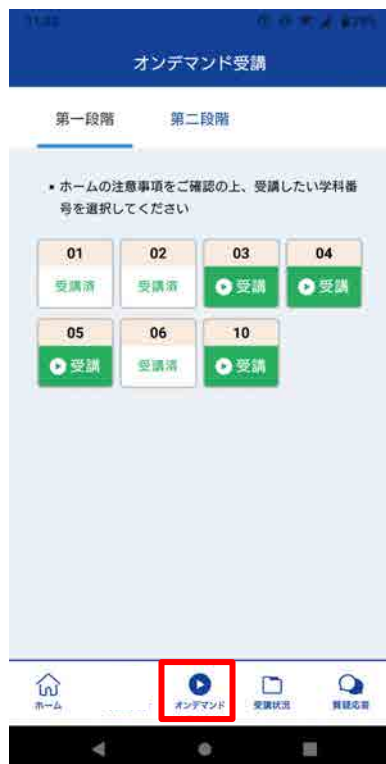 オンデマンド受講
第一段階 第二段階
• ホームの注意事項をご確認の上、受講したい学科番
号を選択してください
01 02 03 04
受講済 受講済 受講 受講
05 06 10
受講 受講済 受講
ホーム オンデマンド 受講状況 質疑応答